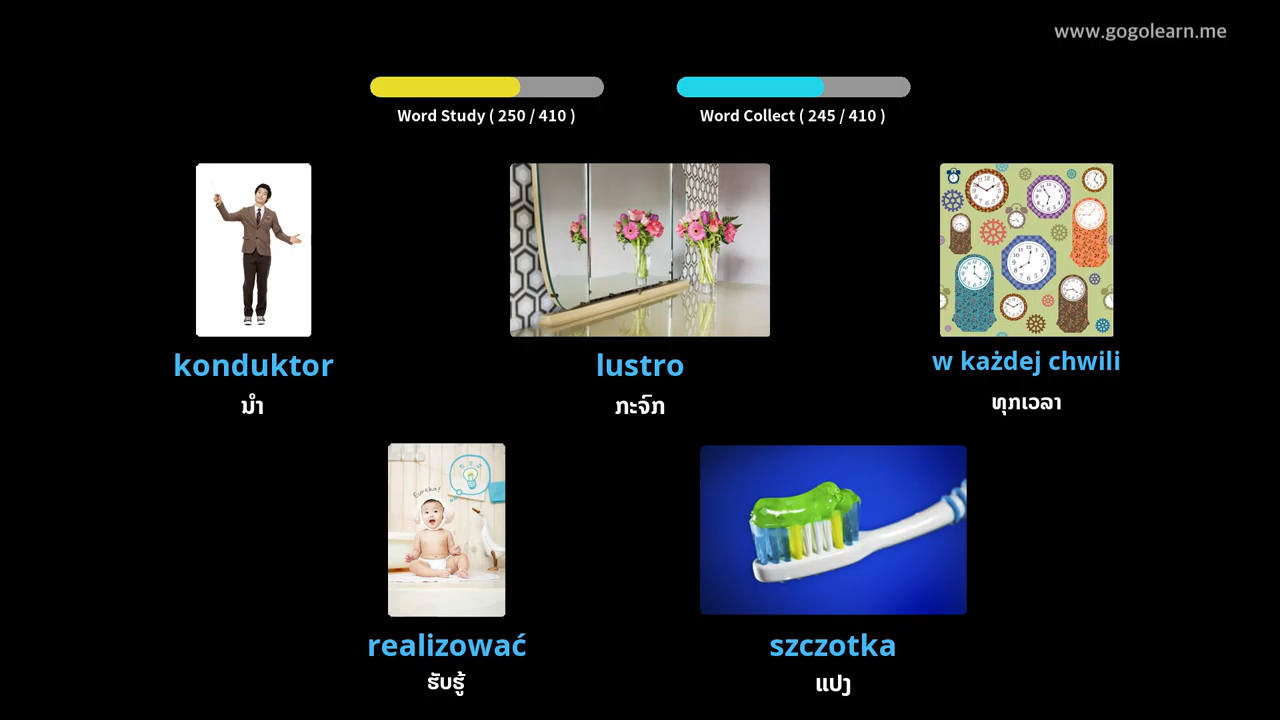 www.gogolearn.me
Word Study ( 250 / 410 )
Word Collect ( 245 / 410 )
konduktor
ນຳ
lustro
ກະຈົກ
w każdej chwili
ທຸກເວລາ
Eureka!
realizować
ຮັບຮູ້
szczotka
ແປງ